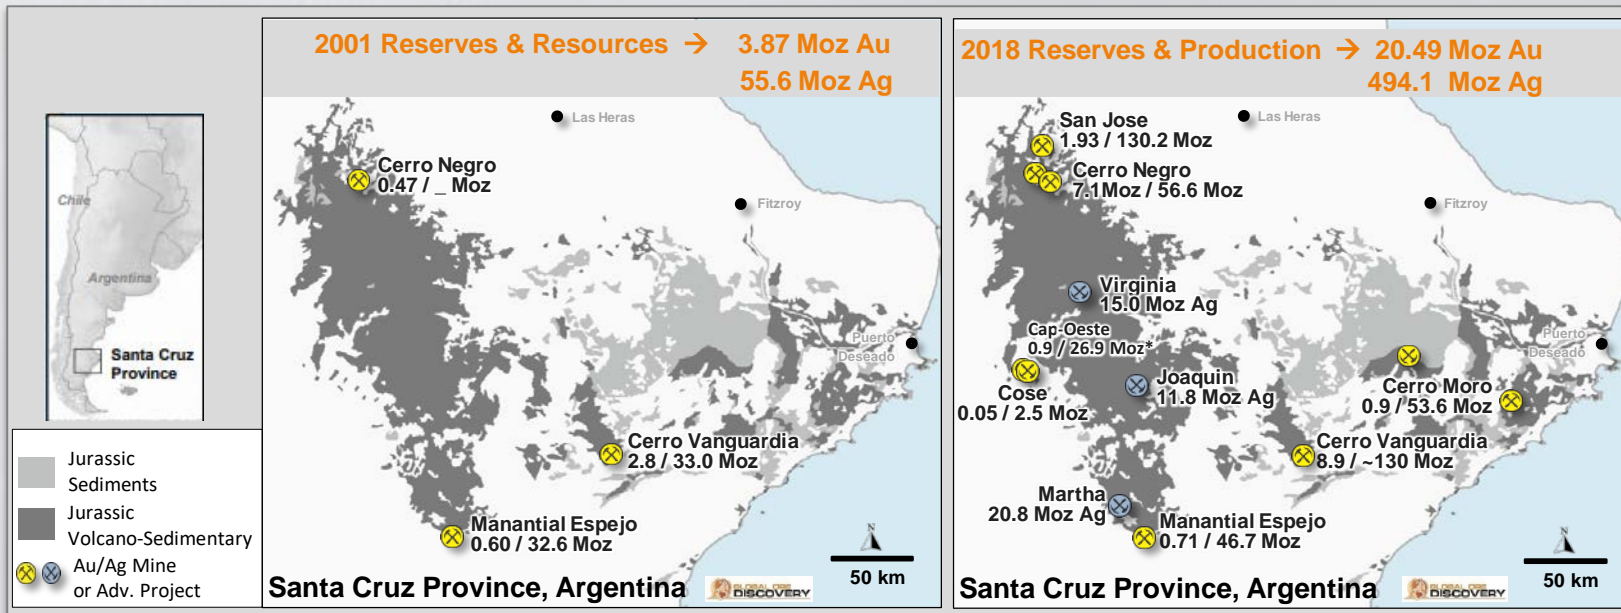 2001 Reserves & Resources → 3.87 Moz Au
55.6 Moz Ag
Las Heras
Cerro Negro
0.47 / _ Moz
Fitzroy
Cerro Vanguardia
2.8 / 33.0 Moz
Manantial Espejo
0.60 / 32.6 Moz
N
50 km
Santa Cruz Province, Argentina
GLOBAL ORE
DISCOVERY
2018 Reserves & Production → 20.49 Moz Au
494.1 Moz Ag
Las Heras
San Jose
1.93 / 130.2 Moz
Cerro Negro
7.1Moz / 56.6 Moz
Fitzroy
Virginia
15.0 Moz Ag
Cap-Oeste
0.9 / 26.9 Moz*
Cose
0.05 / 2.5 Moz
Joaquin
11.8 Moz Ag
Puerto
Deseado
Cerro Moro
0.9 / 53.6 Moz
Cerro Vanguardia
8.9 / ~130 Moz
Martha
20.8 Moz Ag
Manantial Espejo
0.71 / 46.7 Moz
N
50 km
Santa Cruz Province, Argentina
GLOBAL ORE
DISCOVERY
Puerto
Deseado
Chile
Argentina
Santa Cruz
Province
Jurassic
Sediments
Jurassic
Volcano-Sedimentary
Au/Ag Mine
or Adv. Project